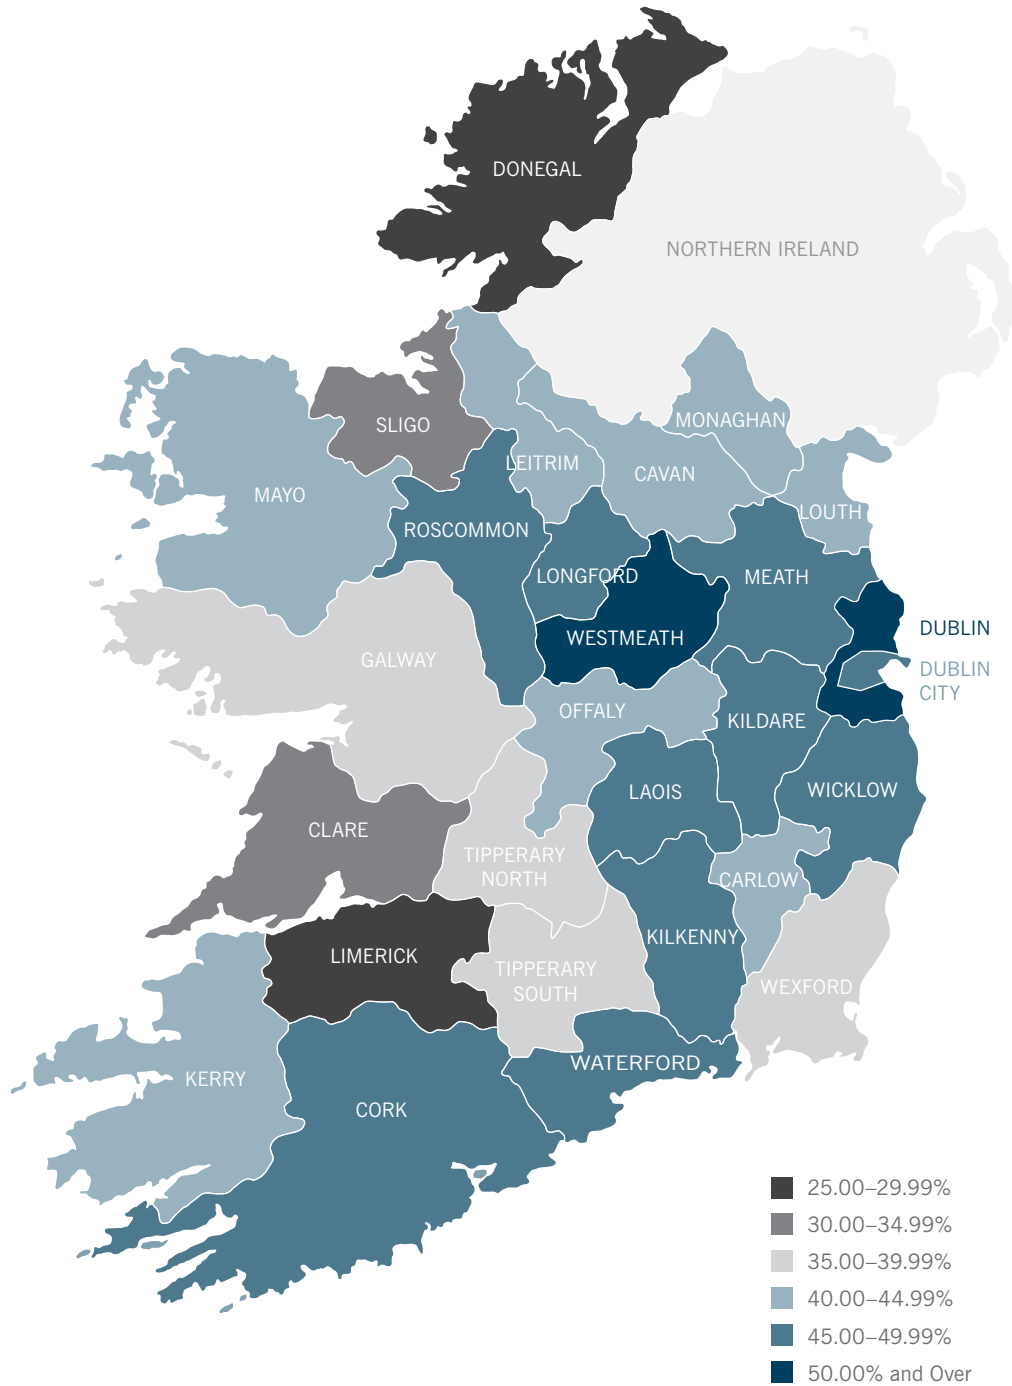 DONEGAL
NORTHERN IRELAND
MONAGHAN
SLIGO
LEITRIM
CAVAN
MAYO
LOUTH
ROSCOMMON
LONGFORD
MEATH
DUBLIN
WESTMEATH
GALWAY
DUBLIN
CITY
OFFALY
KILDARE
LAOIS
WICKLOW
CLARE
TIPPERARY
NORTH
CARLOW
KILKENNY
LIMERICK
TIPPERARY
SOUTH
WEXFORD
WATERFORD
KERRY
CORK
25.00–29.99%
30.00–34.99%
35.00–39.99%
40.00–44.99%
45.00–49.99%
50.00% and Over